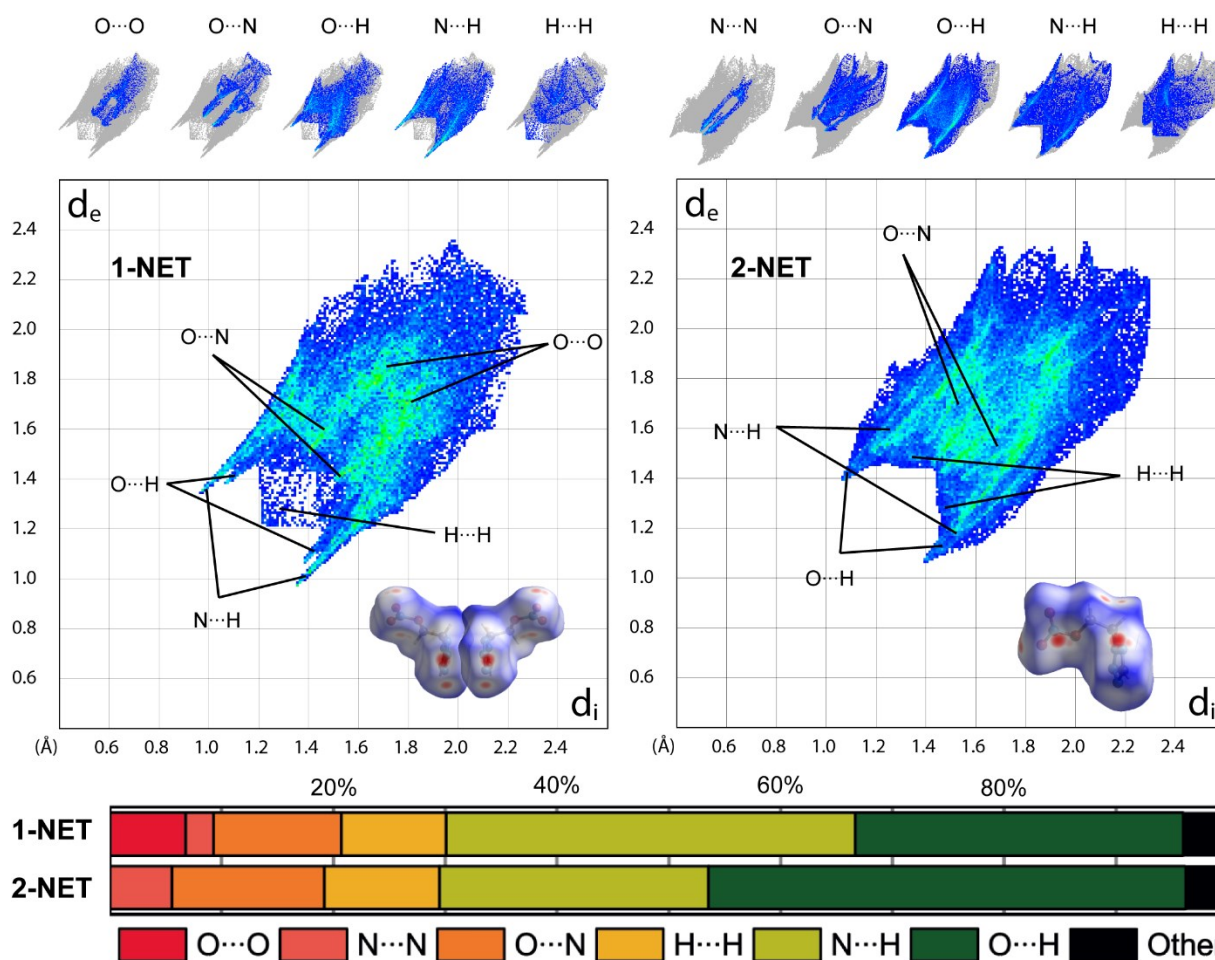 O···O O···N O···H N···H H···H
N···N O···N O···H N···H H···H
de
1-NET
O···N
O···O
O···H
H···H
N···H
di
2.4
2.2
2.0
1.8
1.6
1.4
1.2
1.0
0.8
0.6
(Å) 0.6 0.8 1.0 1.2 1.4 1.6 1.8 2.0 2.2 2.4
de
O···N
2-NET
N···H
H···H
O···H
di
2.4
2.2
2.0
1.8
1.6
1.4
1.2
1.0
0.8
0.6
(Å) 0.6 0.8 1.0 1.2 1.4 1.6 1.8 2.0 2.2 2.4
20% 40% 60% 80%
1-NET
2-NET
O···O N···N O···N H···H N···H O···H Othe